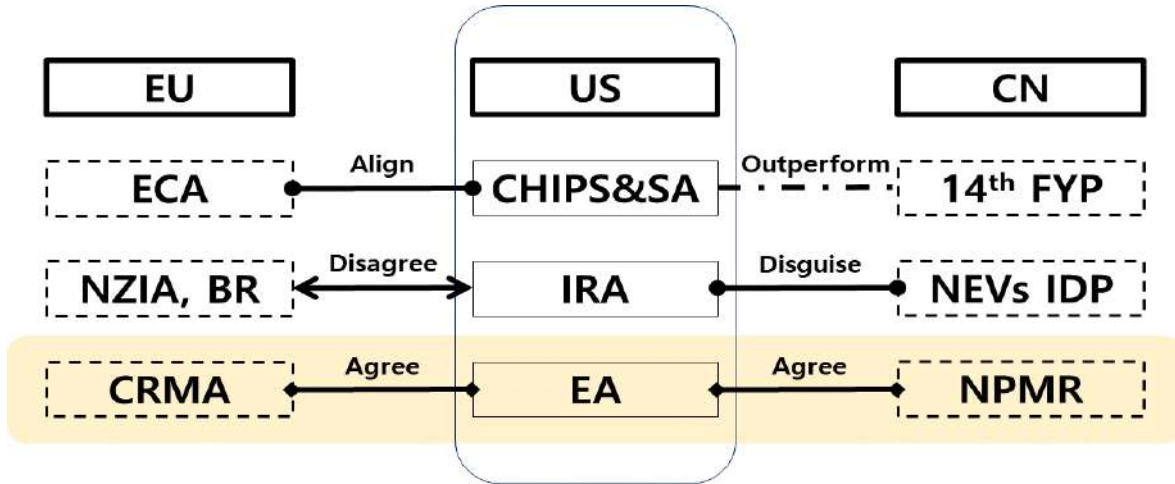 EU US CN
Align Outperform
ECA CHIPS&SA 14th FYP
Disagree Disguise
NZIA, BR IRA NEVs IDP
Agree Agree
CRMA EA NPMR